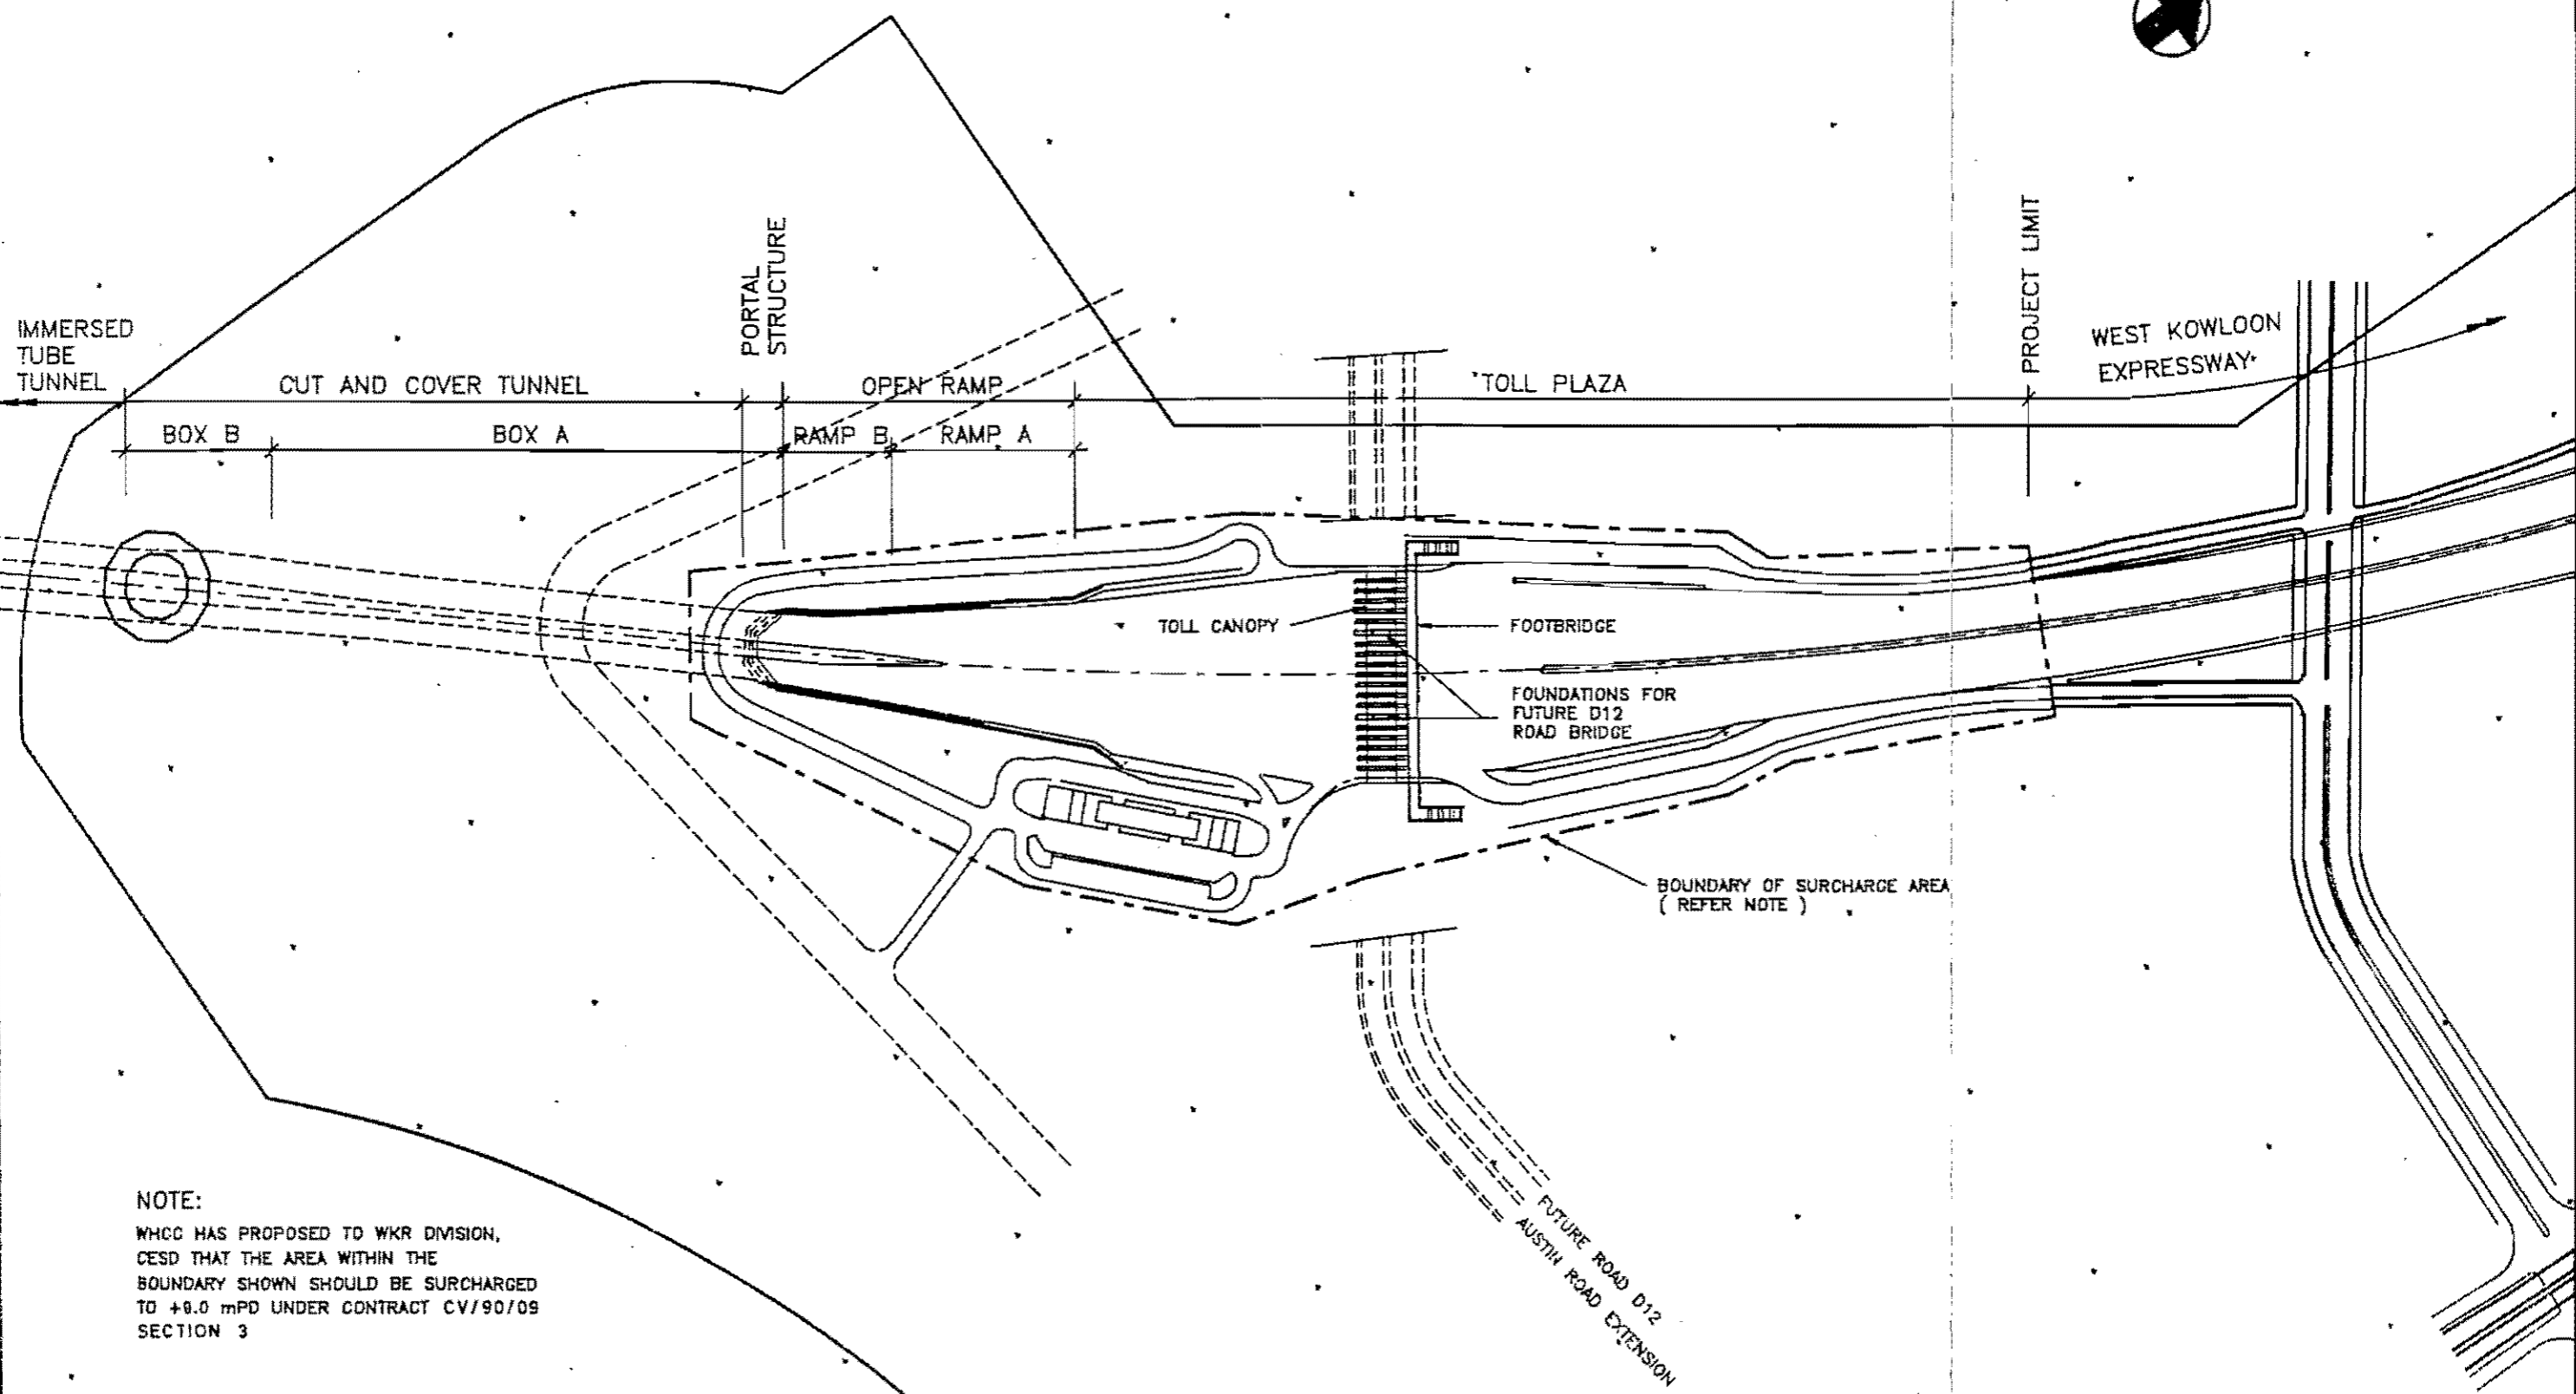 IMMERSED
TUBE
TUNNEL
CUT AND COVER TUNNEL
PORTAL
STRUCTURE
OPEN RAMP
TOLL PLAZA
PROJECT LIMIT
WEST KOWLOON
EXPRESSWAY
BOX B
BOX A
RAMP B
RAMP A
TOLL CANOPY
FOOTBRIDGE
FOUNDATIONS FOR
FUTURE D12
ROAD BRIDGE
BOUNDARY OF SURCHARGE AREA
( REFER NOTE )
FUTURE ROAD D12
AUSTIN ROAD EXTENSION
NOTE:
WHCC HAS PROPOSED TO WKR DIVISION,
CESD THAT THE AREA WITHIN THE
BOUNDARY SHOWN SHOULD BE SURCHARGED
TO mPD UNDER CONTRACT CV/90/09
SECTION 3